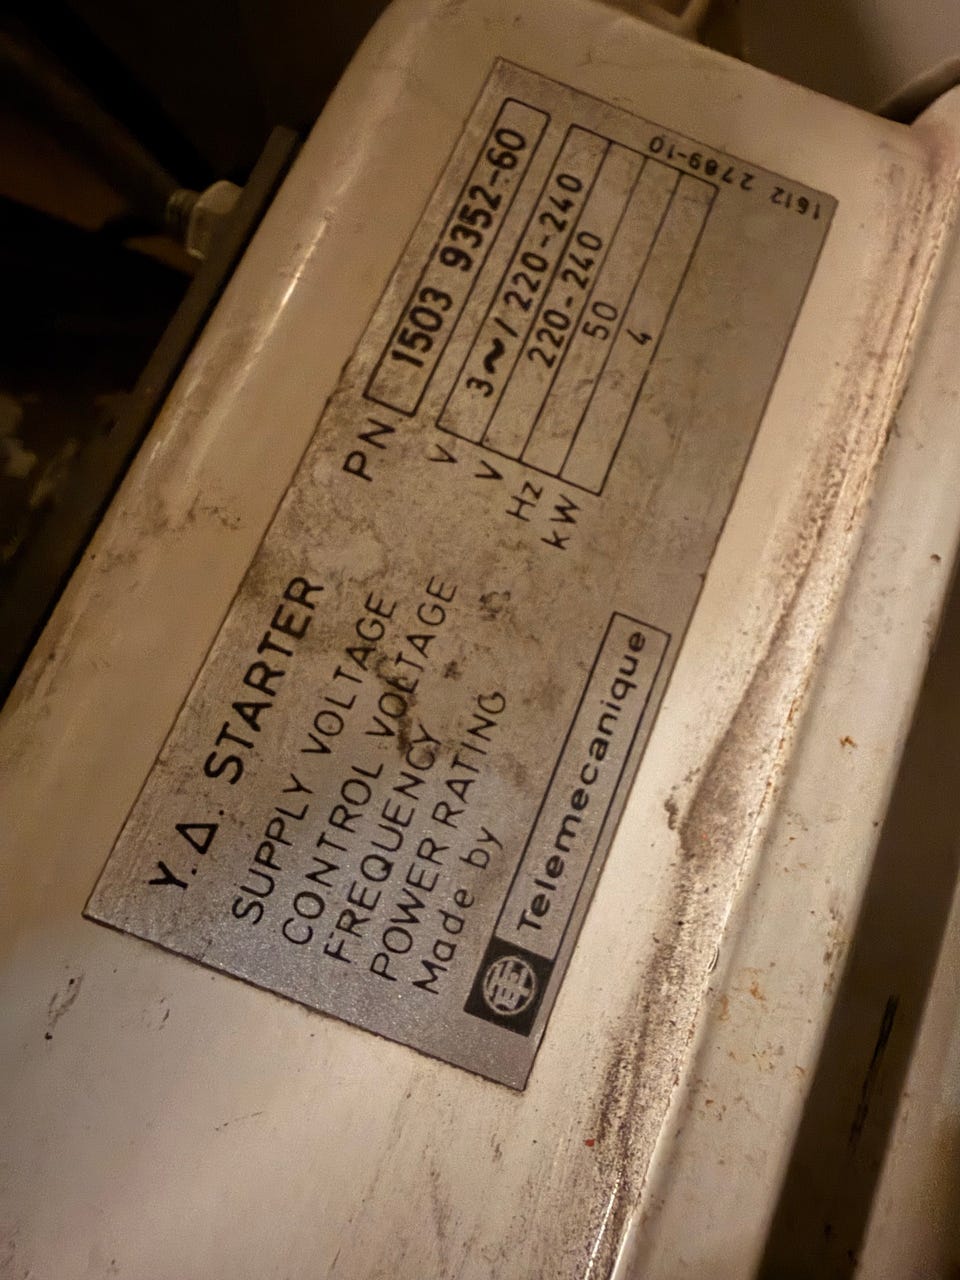 Y.Δ. STARTER PN 1503 9352-60
SUPPLY VOLTAGE V 3~/220-240
CONTROL VOLTAGE V 220-240
FREQUENCY Hz 50
POWER RATING kW 4
Made by
Telemecanique
1612 2789-10